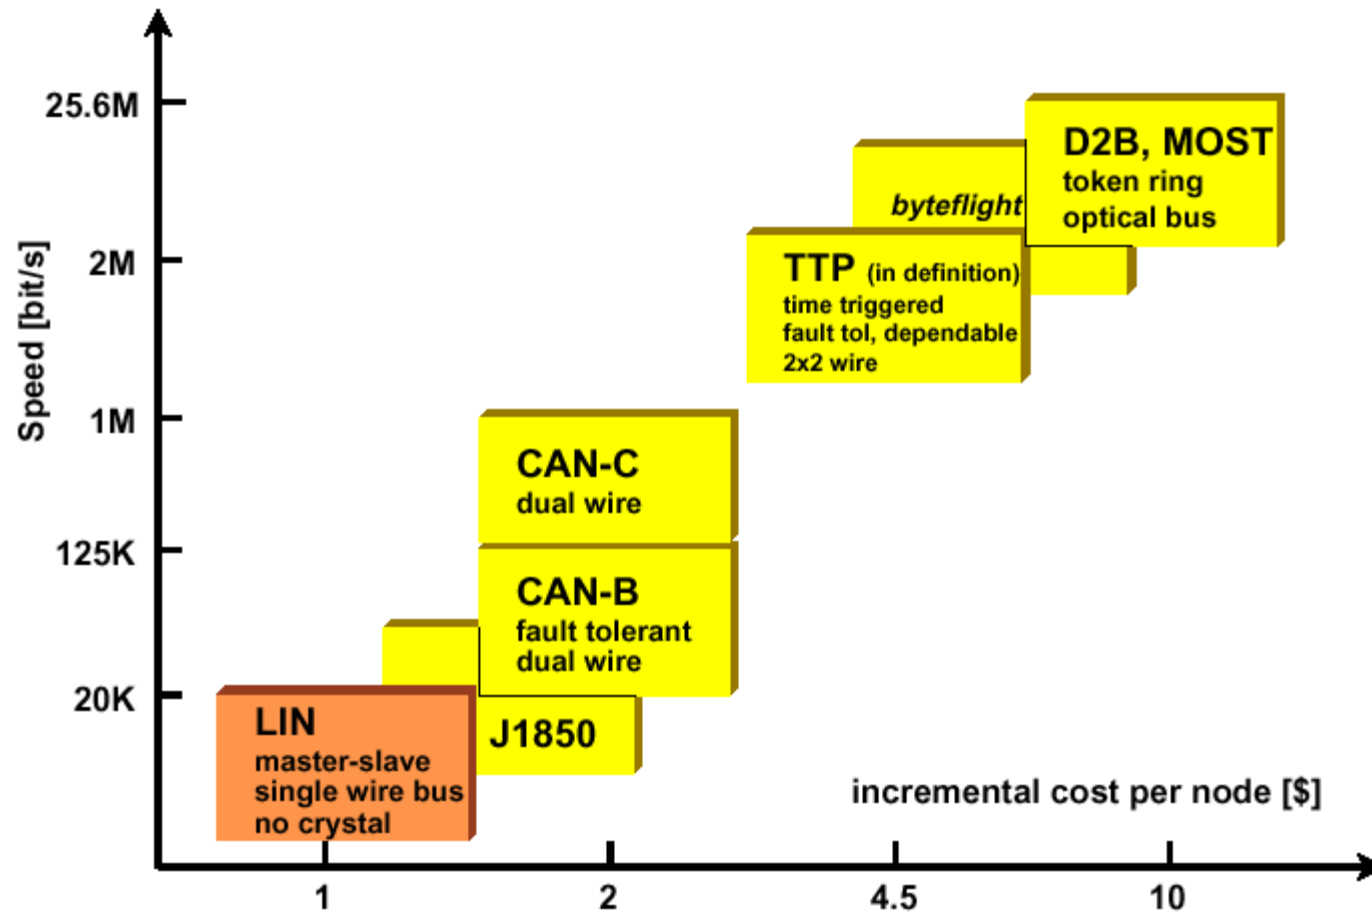 25.6M
D2B, MOST
token ring
optical bus
byteflight
Speed [bit/s]
2M
TTP (in definition)
time triggered
fault tol, dependable
2x2 wire
1M
CAN-C
dual wire
125K
CAN-B
fault tolerant
dual wire
20K
LIN
master-slave
single wire bus
no crystal
J1850
incremental cost per node [$]
1
2
4.5
10